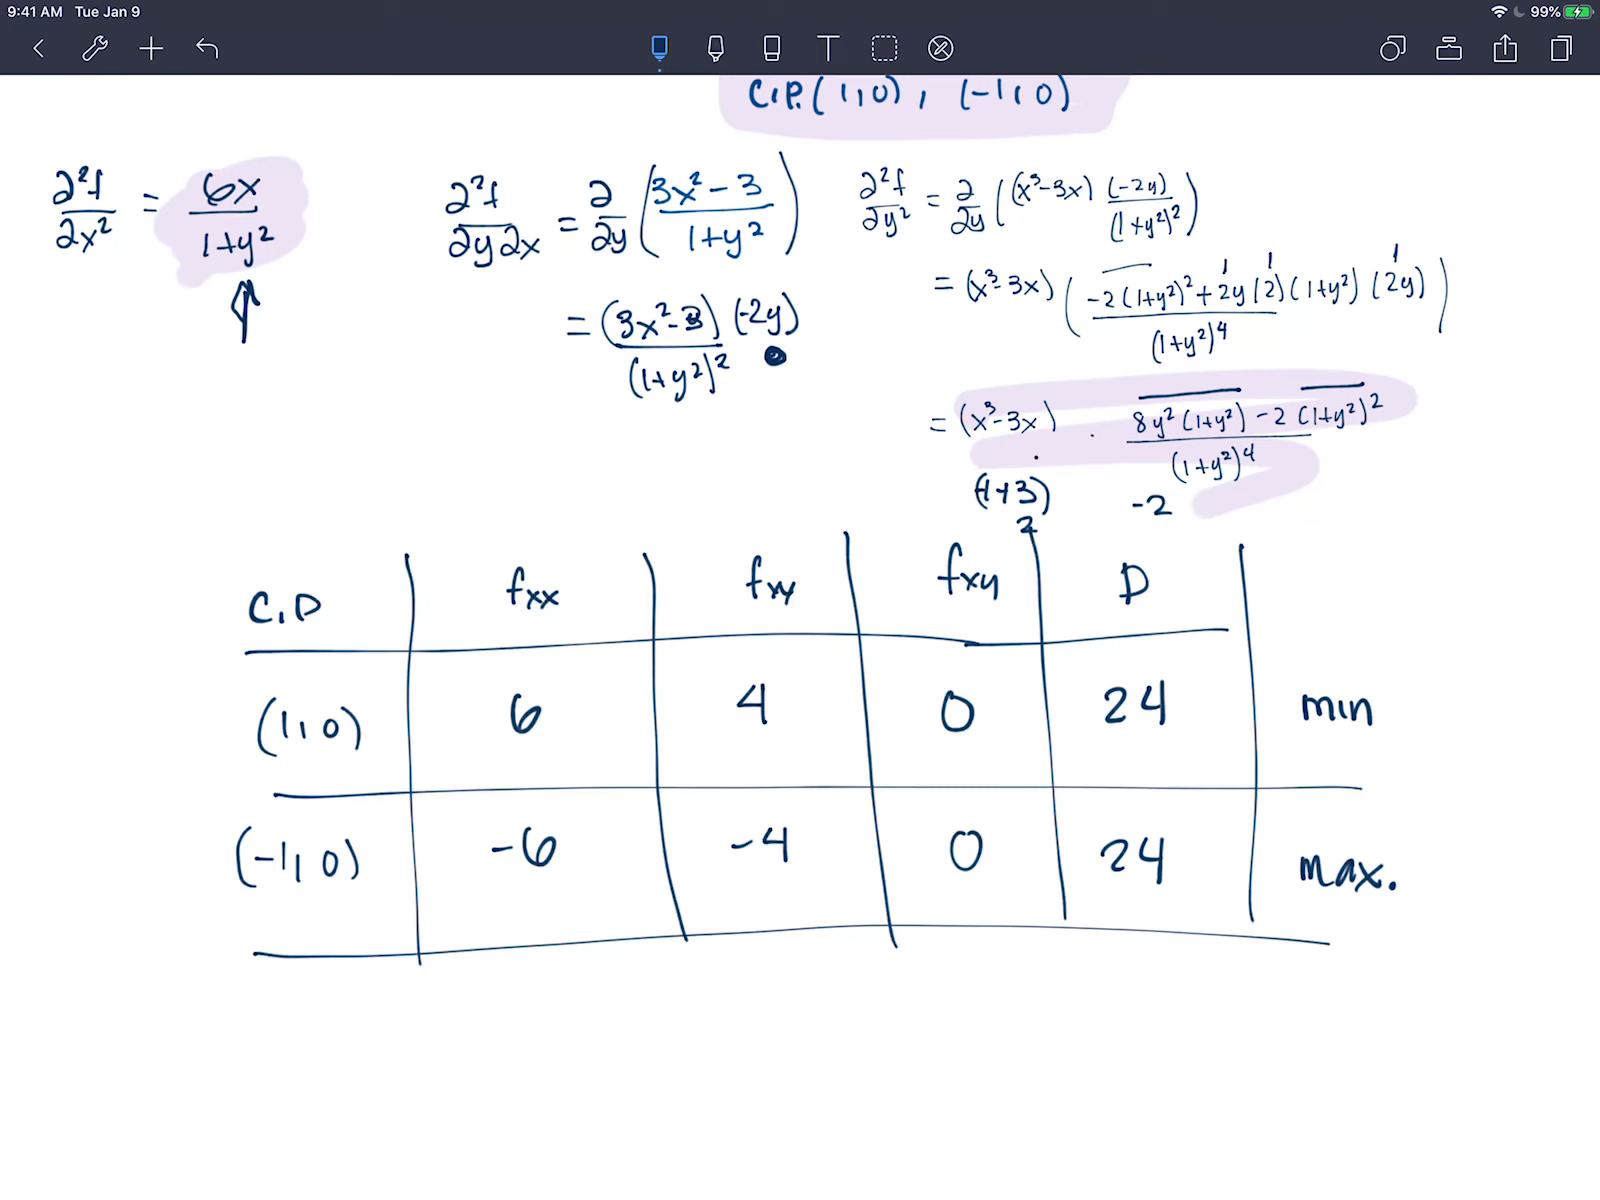 9:41 AM Tue Jan 9
99%
T
C.P. (1,0), (-1,0)
∂²f/∂x² = 6x/(1+y²)
∂²f/∂y∂x = ∂/∂y ((3x²-3)/(1+y²))
= (3x²-3)(-2y)/(1+y²)²
∂²f/∂y² = ∂/∂y ((x³-3x) (-2y)/(1+y²)²)
= (x³-3x) ((-2(1+y²)²+2y(2)(1+y²)(2y))/(1+y²)⁴)
= (x³-3x) · (8y²(1+y²)-2(1+y²)²)/(1+y²)⁴
(-1+3) -2
2
C.P fxx fyy fxy D
(1,0) 6 4 0 24 min
(-1,0) -6 -4 0 24 max.